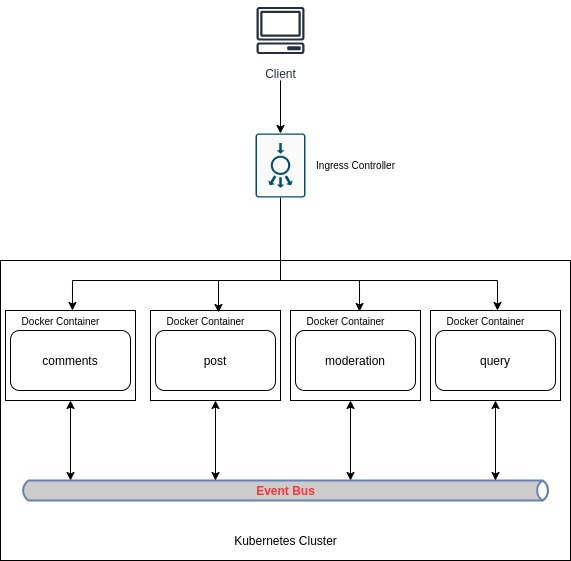 Client
Ingress Controller
Docker Container
Docker Container
Docker Container
Docker Container
comments
post
moderation
query
Event Bus
Kubernetes Cluster